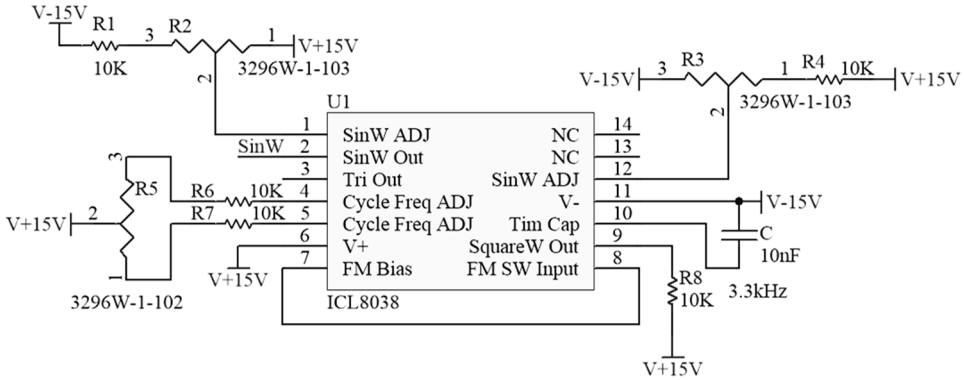 V-15V
R1
10K
3
R2
2
1
V+15V
3296W-1-103
V-15V
3
R3
2
1
R4
10K
V+15V
3296W-1-103
U1
1
SinW ADJ
SinW
2
SinW Out
3
Tri Out
4
Cycle Freq ADJ
5
Cycle Freq ADJ
6
V+
7
FM Bias
14
NC
13
NC
12
SinW ADJ
11
V-
10
Tim Cap
9
SquareW Out
8
FM SW Input
ICL8038
V+15V
2
3
R5
1
3296W-1-102
R6
10K
R7
10K
V+15V
V-15V
C
10nF
3.3kHz
R8
10K
V+15V